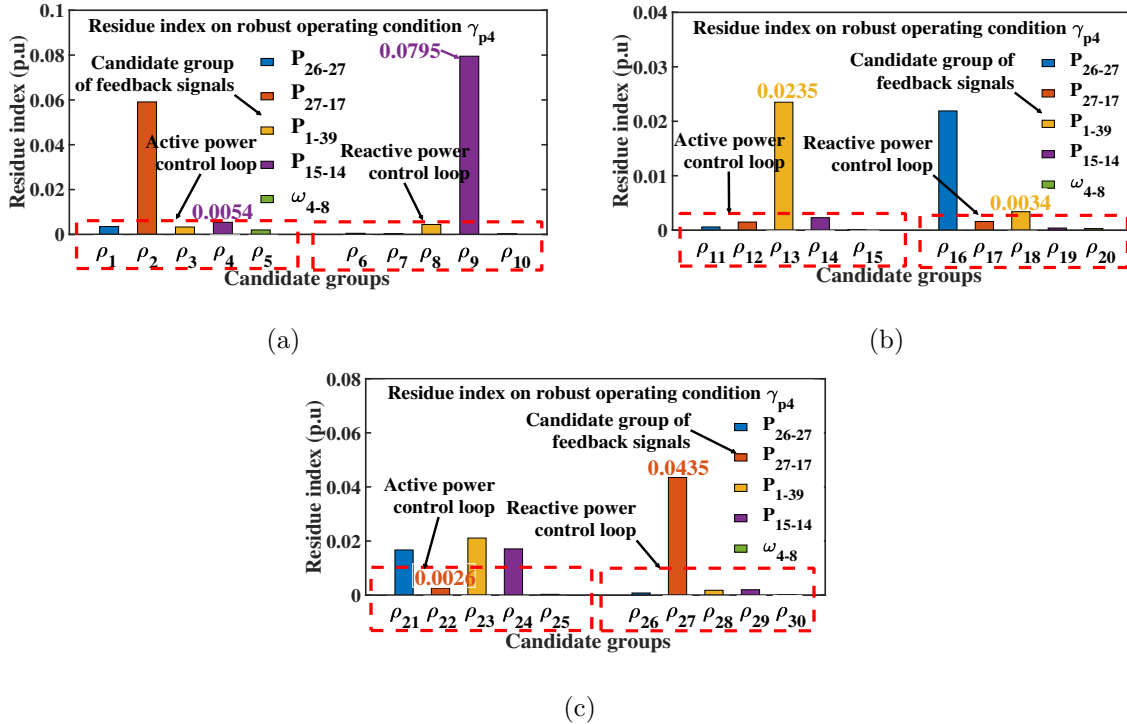 Residue index on robust operating condition γp4
0.1
0.08
0.06
0.04
0.02
0
Residue index (p.u)
0.0795
Candidate group
of feedback signals
P26-27
P27-17
P1-39
P15-14
ω4-8
Active power
control loop
Reactive power
control loop
0.0054
ρ1 ρ2 ρ3 ρ4 ρ5 ρ6 ρ7 ρ8 ρ9 ρ10
Candidate groups
(a)
Residue index on robust operating condition γp4
0.04
0.03
0.02
0.01
0
Residue index (p.u)
Candidate group of
feedback signals
P26-27
P27-17
P1-39
P15-14
ω4-8
0.0235
Active power
control loop
Reactive power
control loop
0.0034
ρ11 ρ12 ρ13 ρ14 ρ15 ρ16 ρ17 ρ18 ρ19 ρ20
Candidate groups
(b)
Residue index on robust operating condition γp4
0.08
0.06
0.04
0.02
0
Residue index (p.u)
Candidate group of
feedback signals
P26-27
P27-17
P1-39
P15-14
ω4-8
0.0435
Active power
control loop
Reactive power
control loop
0.0026
ρ21 ρ22 ρ23 ρ24 ρ25 ρ26 ρ27 ρ28 ρ29 ρ30
Candidate groups
(c)